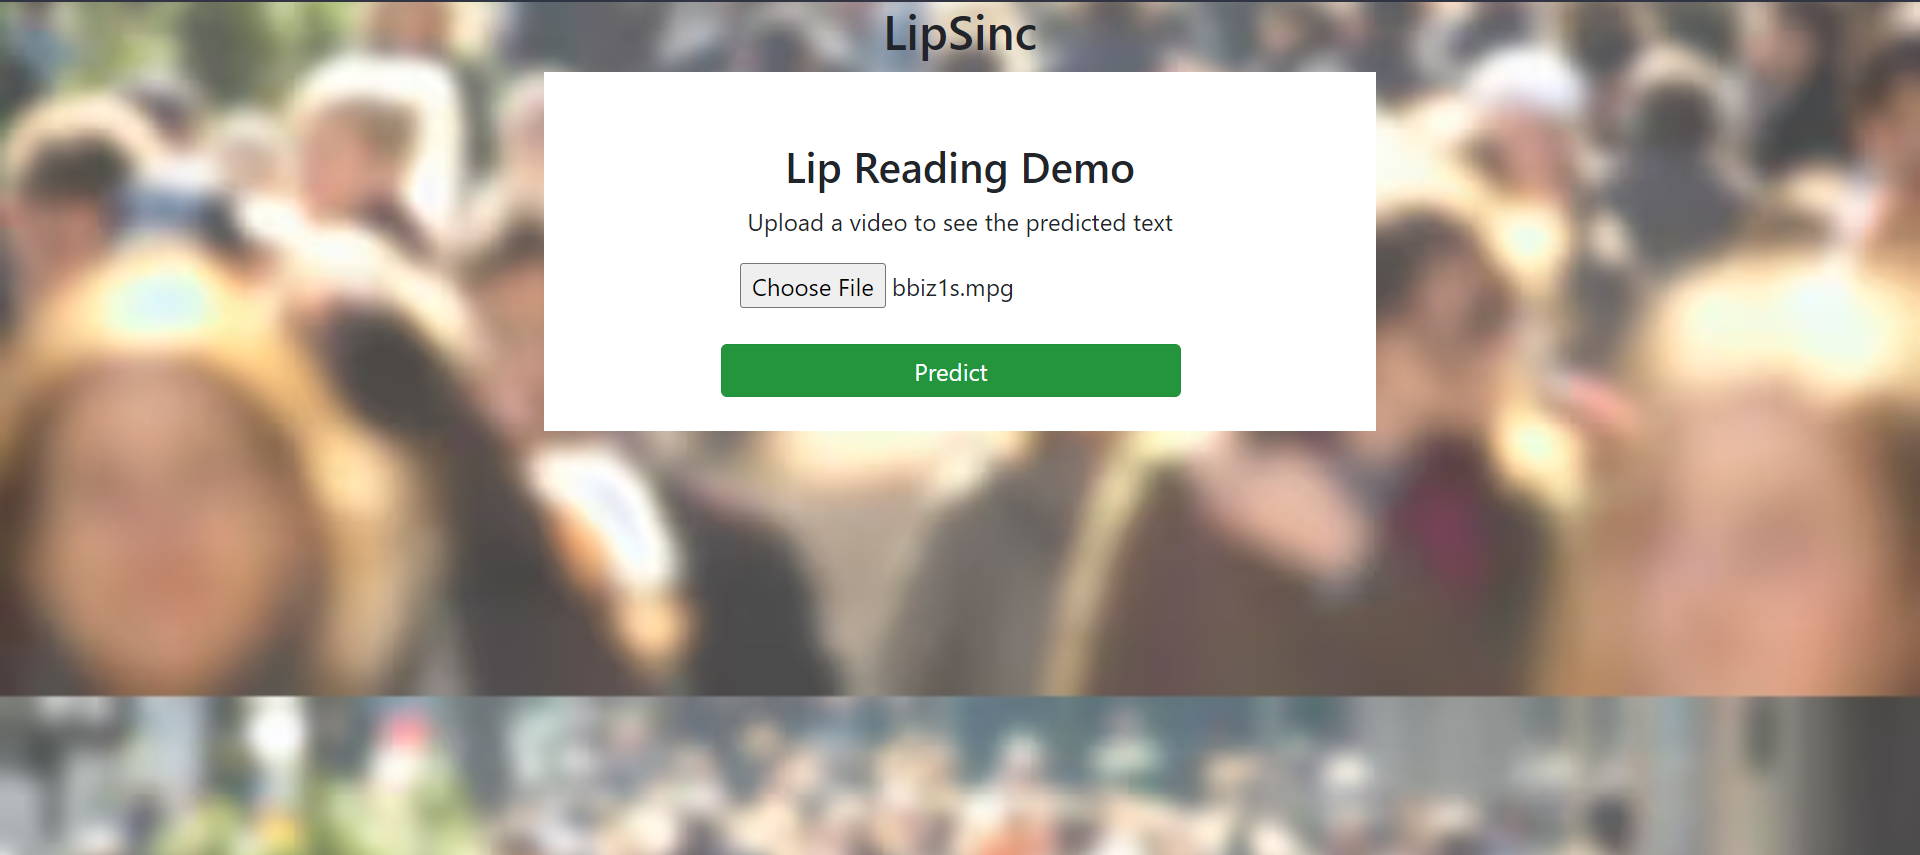 LipSinc
Lip Reading Demo
Upload a video to see the predicted text
Choose File bbiz1s.mpg
Predict